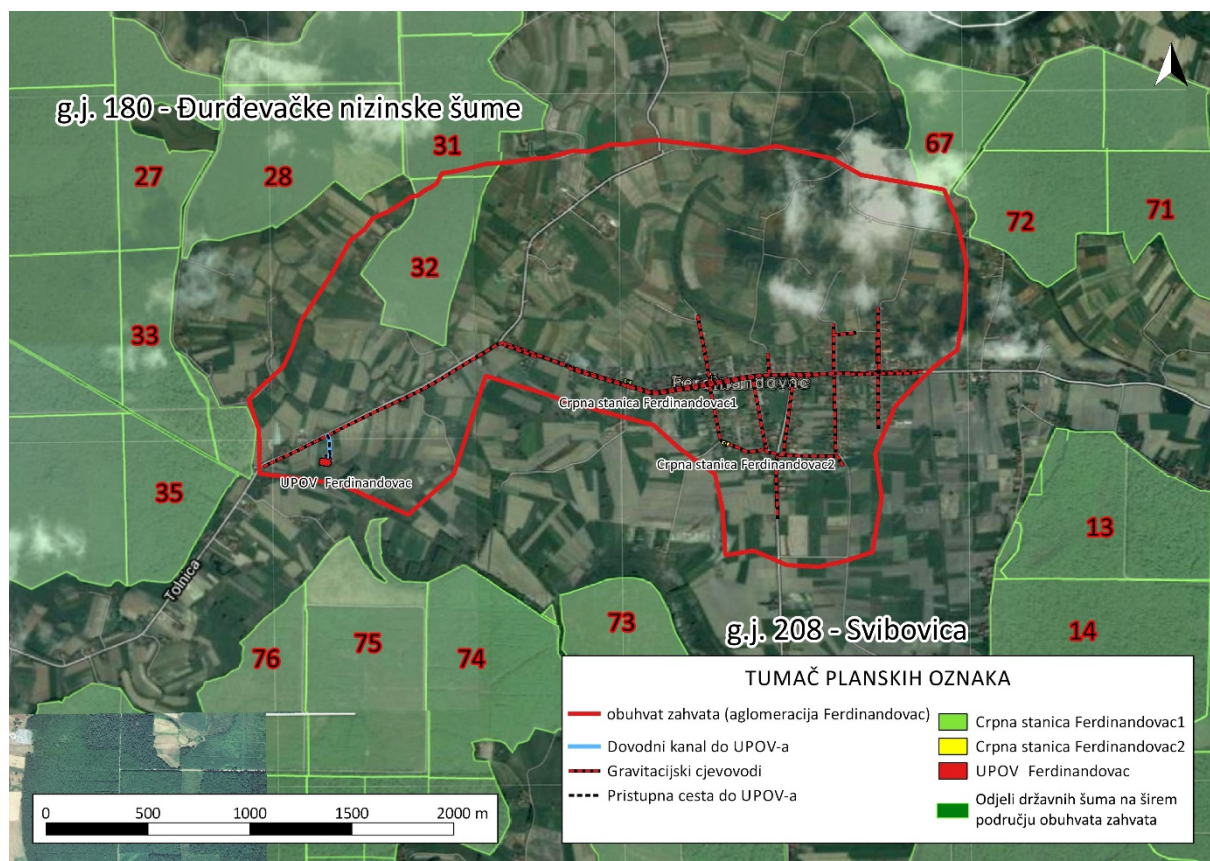 g.j. 180 - Đurđevačke nizinske šume
67
31
27
28
72
71
32
33
Ferdinandovac
Crpna stanica Ferdinandovac1
Crpna stanica Ferdinandovac2
UPOV Ferdinandovac
35
13
Tolnica
73
g.j. 208 - Svibovica
14
76
75
74
TUMAČ PLANSKIH OZNAKA
obuhvat zahvata (aglomeracija Ferdinandovac)
Dovodni kanal do UPOV-a
Gravitacijski cjevovodi
Pristupna cesta do UPOV-a
Crpna stanica Ferdinandovac1
Crpna stanica Ferdinandovac2
UPOV Ferdinandovac
Odjeli državnih šuma na širem
području obuhvata zahvata
0 500 1000 1500 2000 m